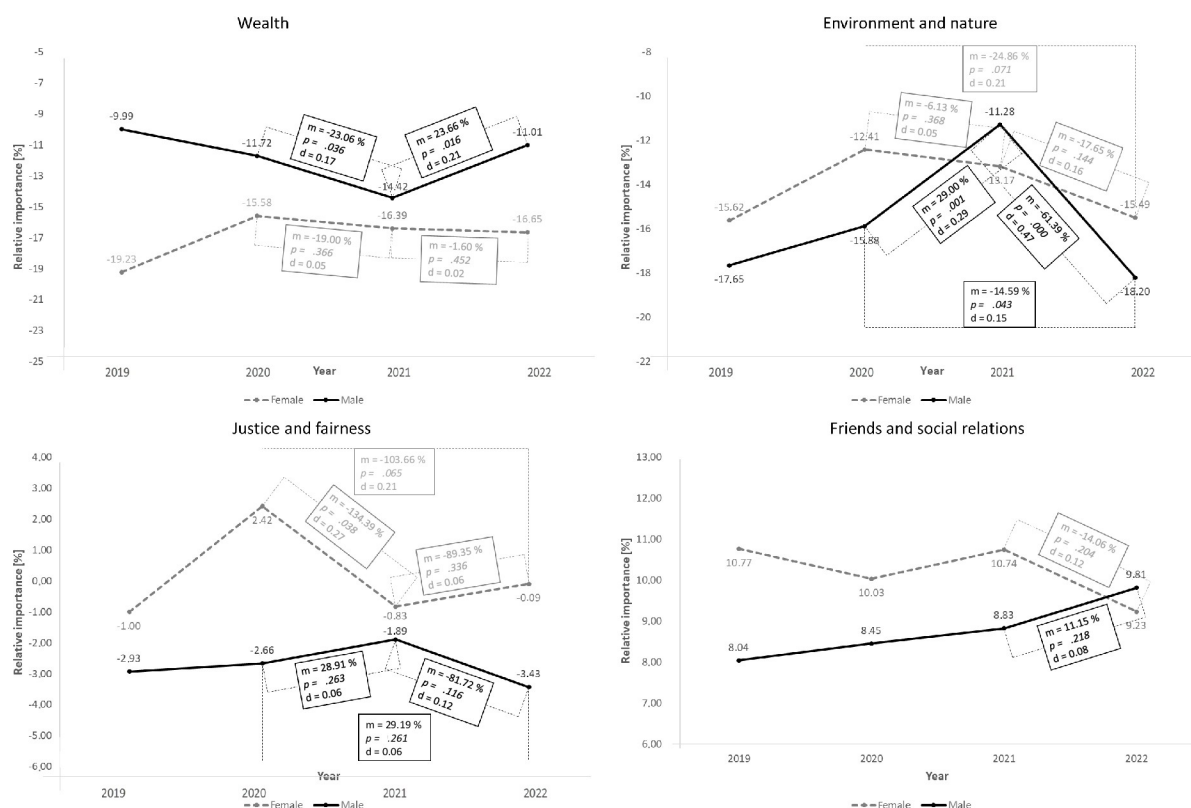 Wealth
Relative importance [%]
-5
-7
-9
-11
-13
-15
-17
-19
-21
-23
-25
-9.99
-11.72
-14.42
-11.01
m = -23.06 %
p = .036
d = 0.17
m = 23.66 %
p = .016
d = 0.21
-19.23
-15.58
-16.39
-16.65
m = -19.00 %
p = .366
d = 0.05
m = -1.60 %
p = .452
d = 0.02
2019
2020
2021
2022
Year
Female
Male
Environment and nature
Relative importance [%]
-8
-10
-12
-14
-16
-18
-20
-22
m = -24.86 %
p = .071
d = 0.21
m = -6.13 %
p = .368
d = 0.05
m = -17.65 %
p = .144
d = 0.16
-15.62
-12.41
-13.17
-15.49
-17.65
-15.88
-11.28
-18.20
m = 29.00 %
p = .001
d = 0.29
m = -61.39 %
p = .000
d = 0.47
m = -14.59 %
p = .043
d = 0.15
2019
2020
2021
2022
Year
Female
Male
Justice and fairness
Relative importance [%]
4.00
3,00
2.00
1.00
0,00
-1.00
-2.00
-3,00
-4.00
-5.00
-6,00
m = -103.66 %
p = .065
d = 0.21
m = -134.39 %
p = .038
d = 0.27
m = -89.35 %
p = .336
d = 0.06
-1.00
2.42
-0.83
-0.09
-2.93
-2.66
-1.89
-3.43
m = 28.91 %
p = .263
d = 0.06
m = -81.72 %
p = .116
d = 0.12
m = 29.19 %
p = .261
d = 0.06
2019
2020
2021
2022
Year
Female
Male
Friends and social relations
Relative importance [%]
13.00
11.00
11.00
10.00
9.00
8.00
6,00
10.77
10.03
10.74
9.23
8.04
8.45
8.83
9.81
m = -14.06 %
p = .204
d = 0.12
m = 11.15 %
p = .218
d = 0.08
2019
2020
2021
2022
Year
Female
Male